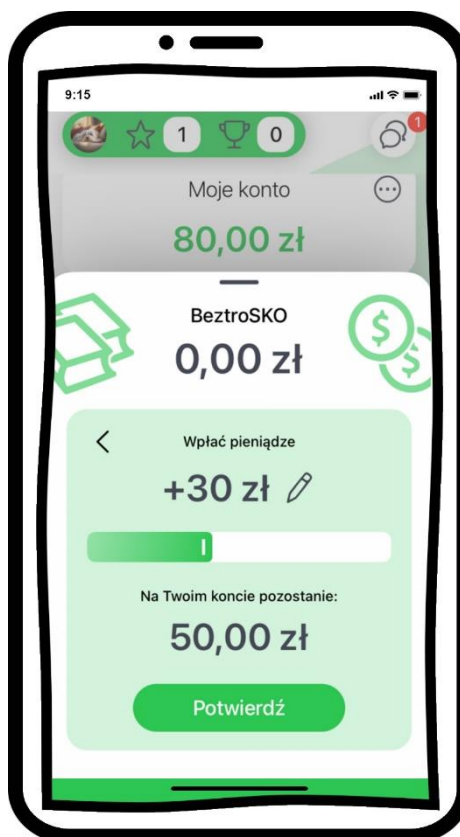 9:15
1
0
1
Moje konto
80,00 zł
BeztroSKO
0,00 zł
$
$
Wpłać pieniądze
+30 zł
Na Twoim koncie pozostanie:
50,00 zł
Potwierdź